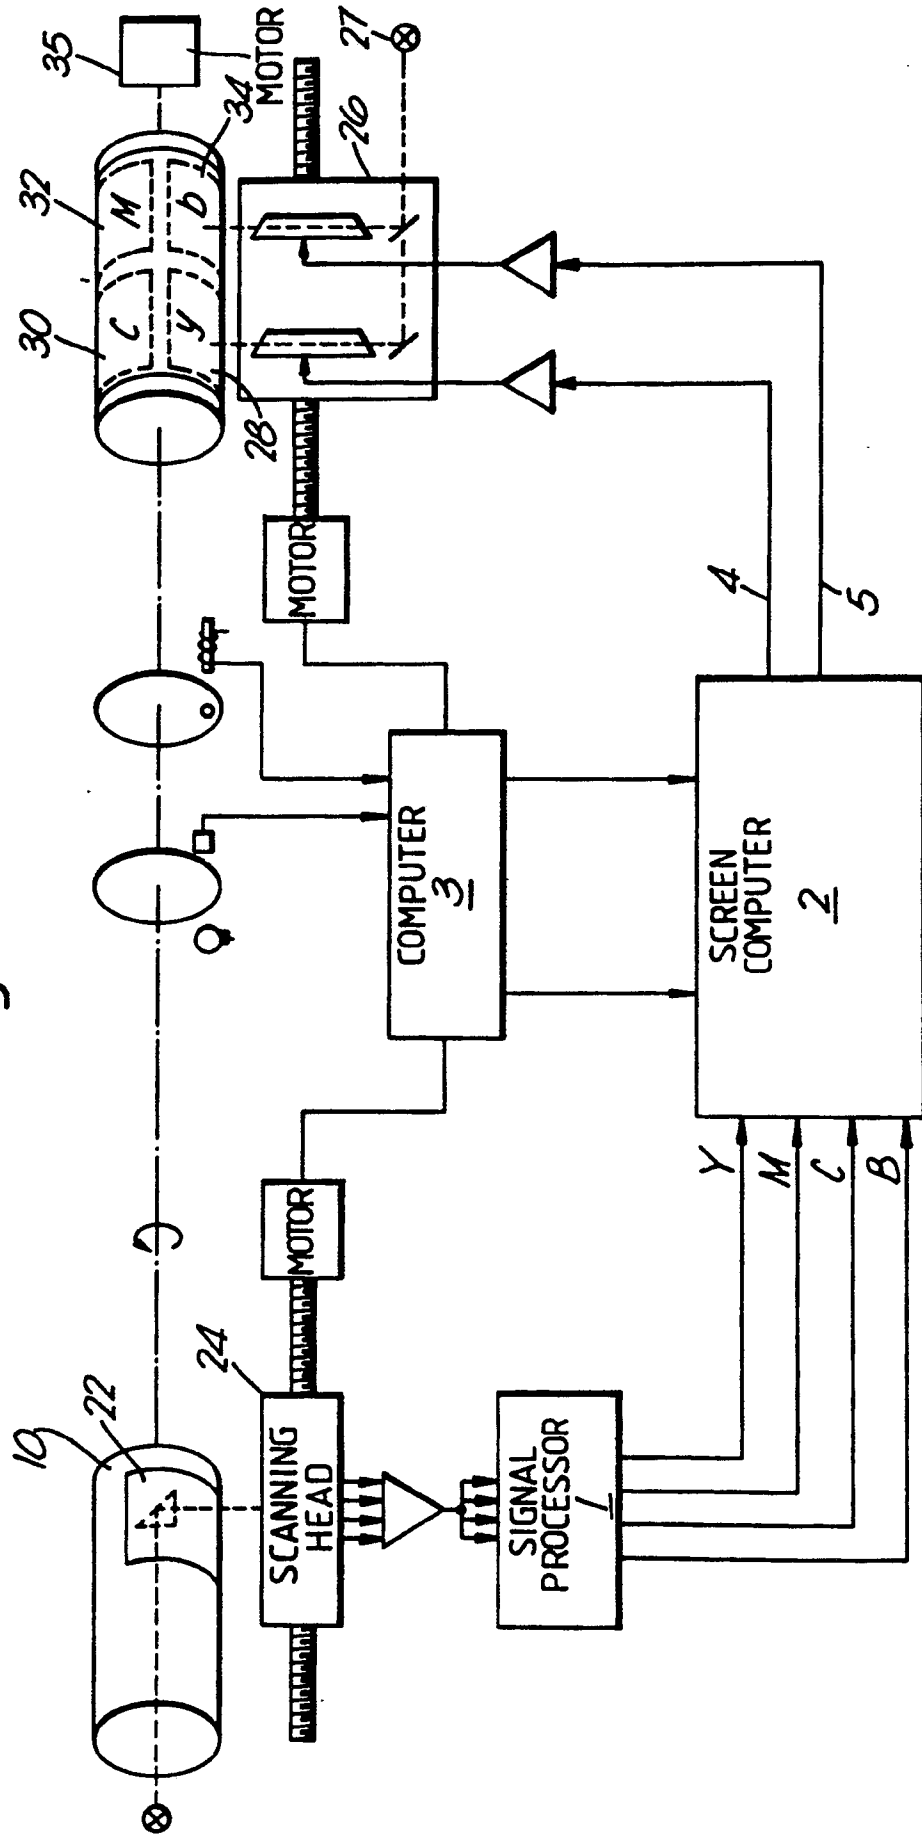 10
22
24
SCANNING
HEAD
MOTOR
SIGNAL
PROCESSOR
1
Y
M
C
B
COMPUTER
3
SCREEN
COMPUTER
2
4
5
MOTOR
28
30
32
34
C
M
y
b
26
27
35
MOTOR